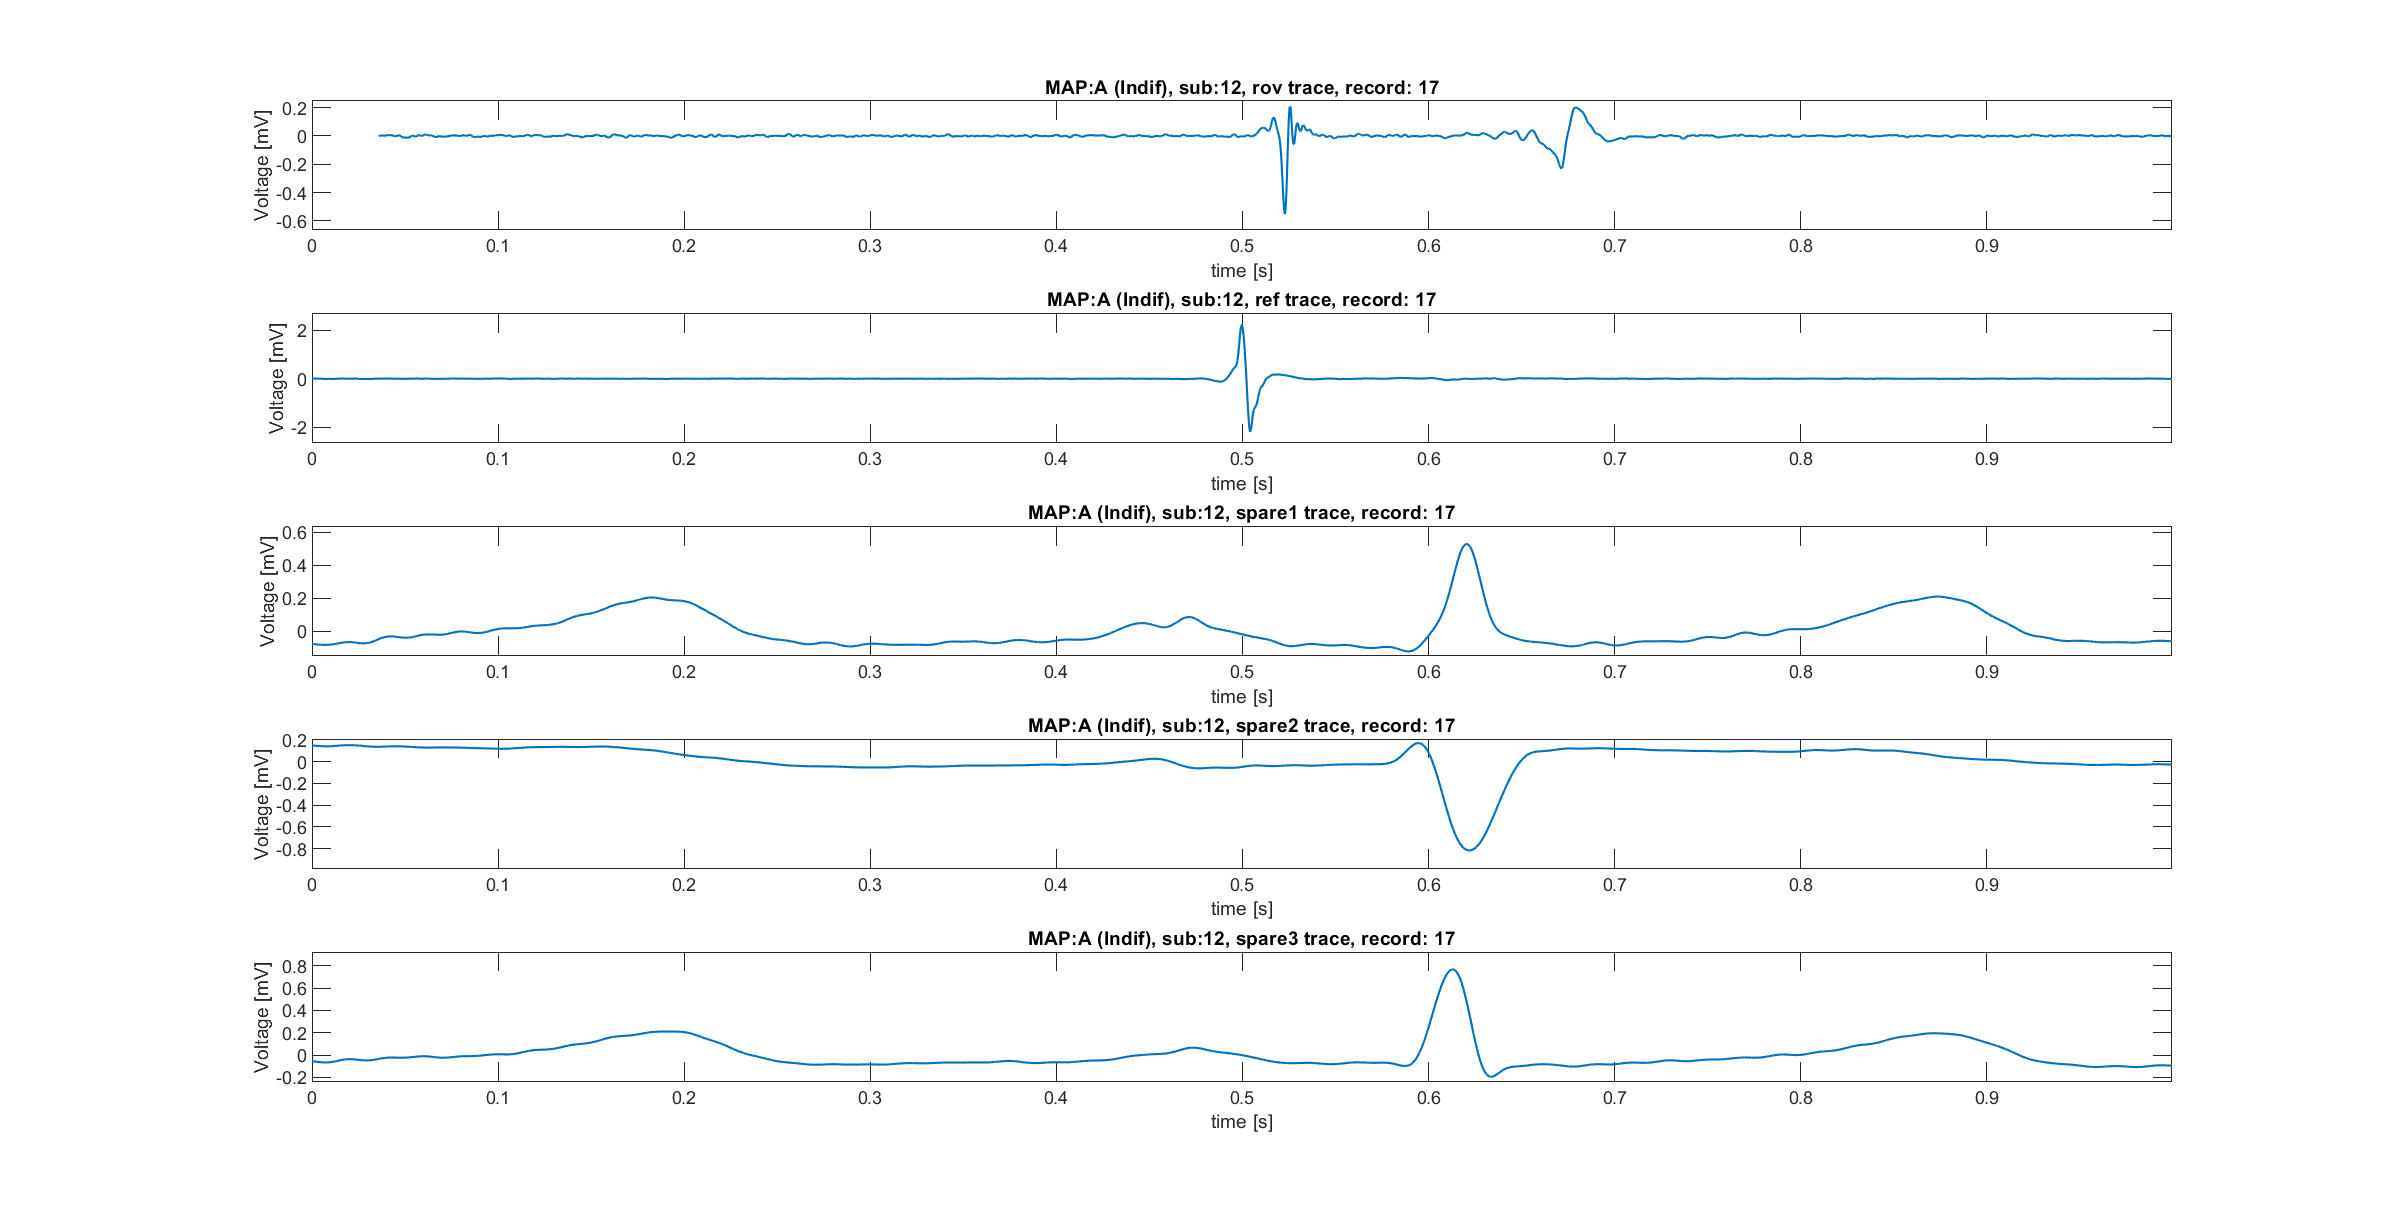 MAP:A (Indif), sub:12, rov trace, record: 17
Voltage [mV]
0.2
0
-0.2
-0.4
-0.6
0 0.1 0.2 0.3 0.4 0.5 0.6 0.7 0.8 0.9
time [s]
MAP:A (Indif), sub:12, ref trace, record: 17
Voltage [mV]
2
0
-2
0 0.1 0.2 0.3 0.4 0.5 0.6 0.7 0.8 0.9
time [s]
MAP:A (Indif), sub:12, spare1 trace, record: 17
Voltage [mV]
0.6
0.4
0.2
0
0 0.1 0.2 0.3 0.4 0.5 0.6 0.7 0.8 0.9
time [s]
MAP:A (Indif), sub:12, spare2 trace, record: 17
Voltage [mV]
0.2
0
-0.2
-0.4
-0.6
-0.8
0 0.1 0.2 0.3 0.4 0.5 0.6 0.7 0.8 0.9
time [s]
MAP:A (Indif), sub:12, spare3 trace, record: 17
Voltage [mV]
0.8
0.6
0.4
0.2
0
-0.2
0 0.1 0.2 0.3 0.4 0.5 0.6 0.7 0.8 0.9
time [s]